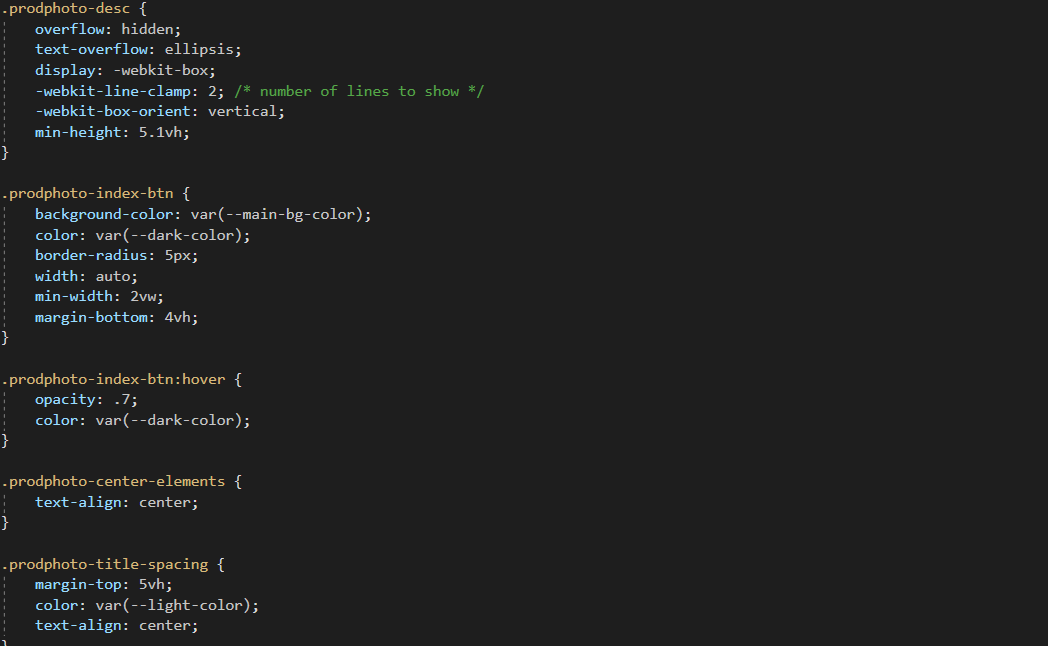 .prodphoto-desc {
overflow: hidden;
text-overflow: ellipsis;
display: -webkit-box;
-webkit-line-clamp: 2; /* number of lines to show */
-webkit-box-orient: vertical;
min-height: 5.1vh;
}
.prodphoto-index-btn {
background-color: var(--main-bg-color);
color: var(--dark-color);
border-radius: 5px;
width: auto;
min-width: 2vw;
margin-bottom: 4vh;
}
.prodphoto-index-btn:hover {
opacity: .7;
color: var(--dark-color);
}
.prodphoto-center-elements {
text-align: center;
}
.prodphoto-title-spacing {
margin-top: 5vh;
color: var(--light-color);
text-align: center;
}